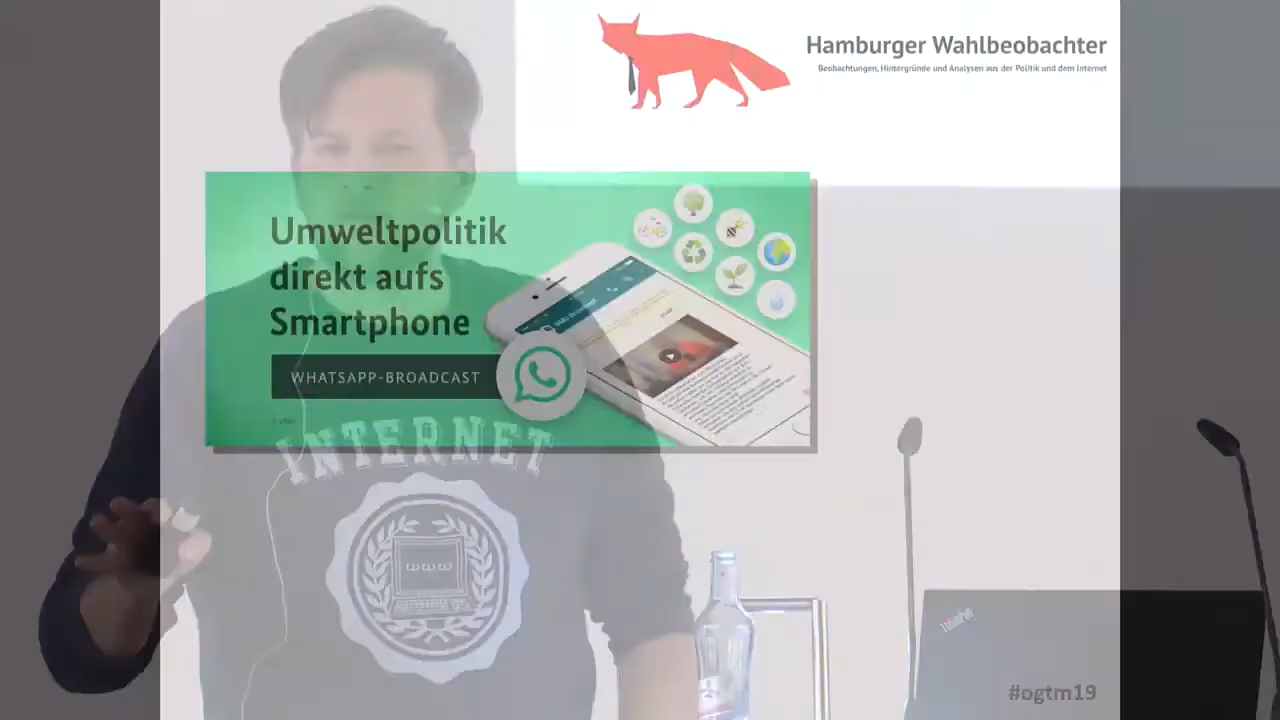 Hamburger Wahlbeobachter
Beobachtungen, Hintergründe und Analysen aus der Politik und dem Internet
Umweltpolitik
direkt aufs
Smartphone
WHATSAPP-BROADCAST
INTERNET
www
ThinkPad
#ogtm19